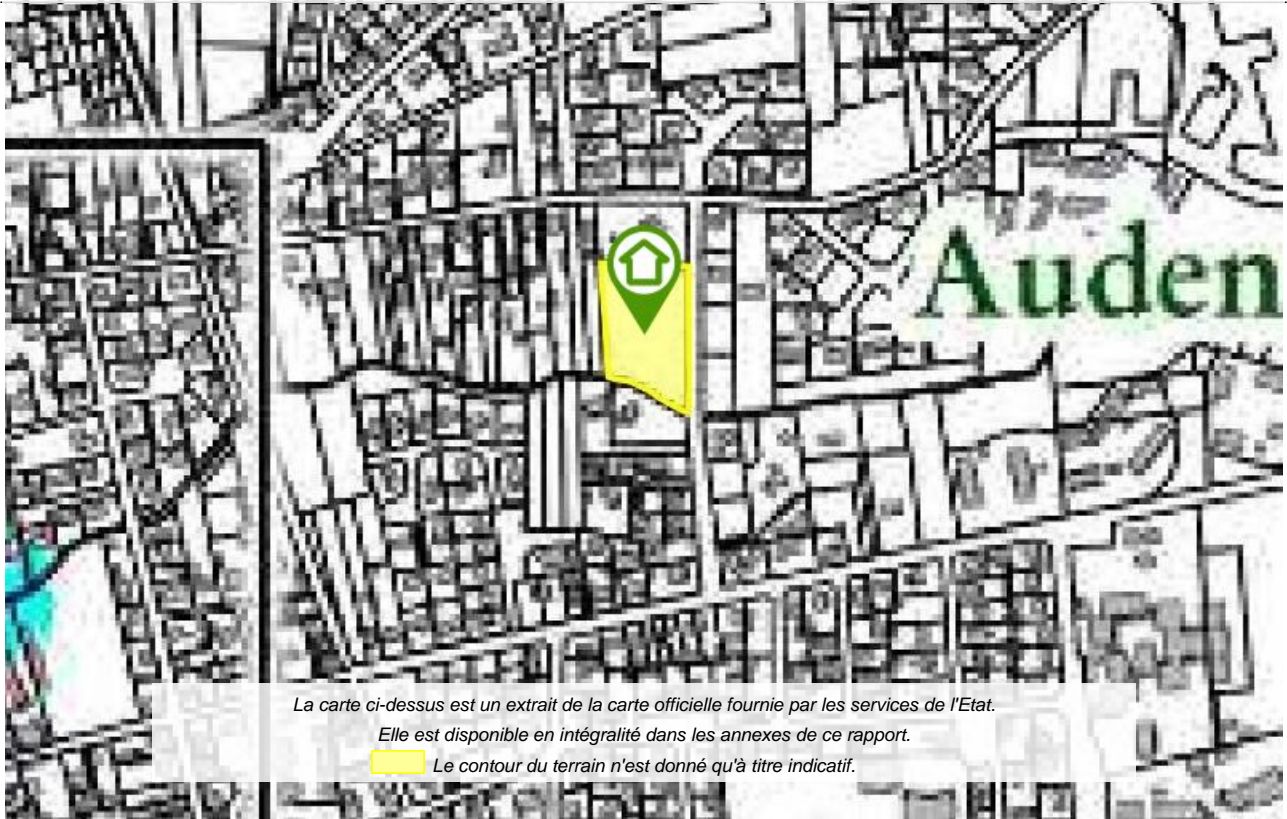 Auden
La carte ci-dessus est un extrait de la carte officielle fournie par les services de l'Etat.
Elle est disponible en intégralité dans les annexes de ce rapport.
Le contour du terrain n'est donné qu'à titre indicatif.